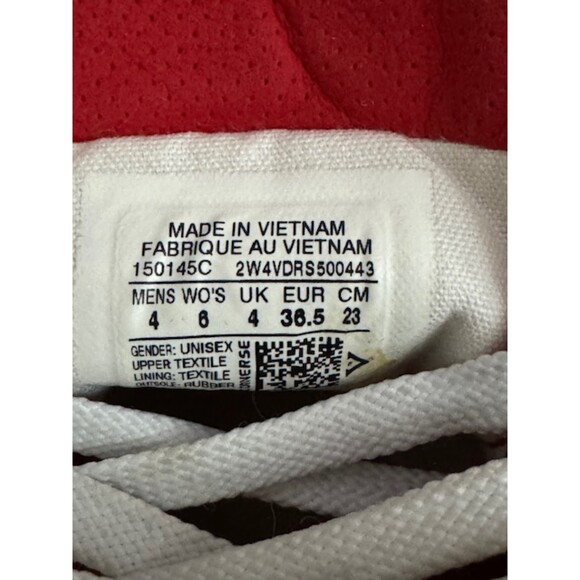 MADE IN VIETNAM
FABRIQUE AU VIETNAM
150145C 2W4VDRS500443
MENS WO'S UK EUR CM
4 6 4 36.5 23
GENDER: UNISEX
UPPER TEXTILE
LINING: TEXTILE
OUTSOLE: RUBBER
CONVERSE